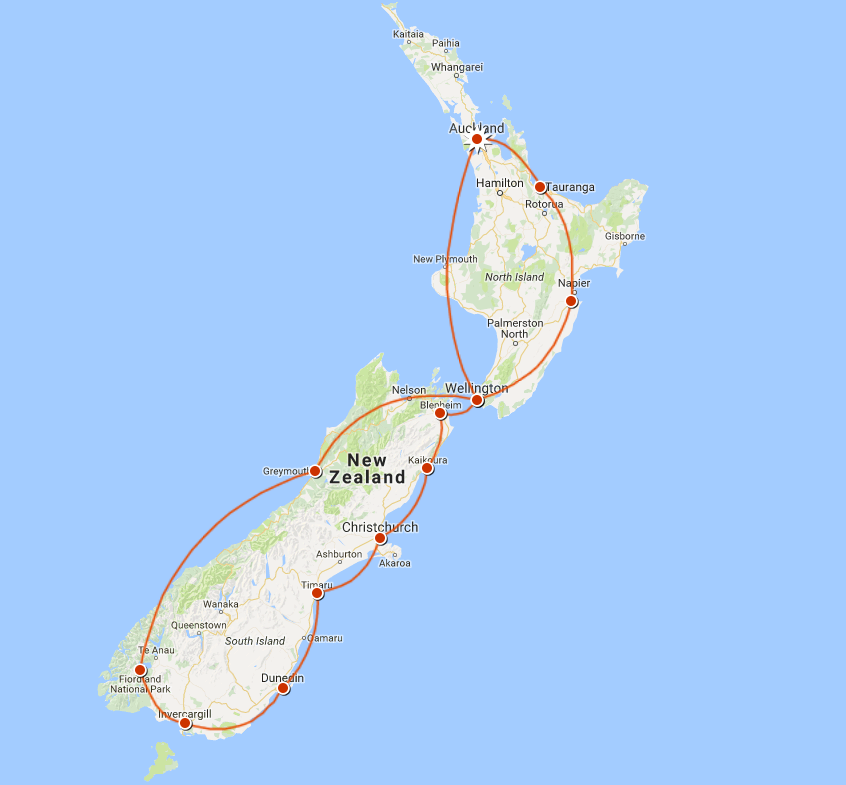 Kaitaia
Paihia
Whangarei
Auckland
Hamilton
Tauranga
Rotorua
Gisborne
New Plymouth
North Island
Napier
Palmerston
North
Wellington
Nelson
Blenheim
New
Zealand
Kaikoura
Greymouth
Christchurch
Ashburton
Akaroa
Timaru
Wanaka
Queenstown
South Island
Oamaru
Te Anau
Fiordland
National Park
Dunedin
Invercargill